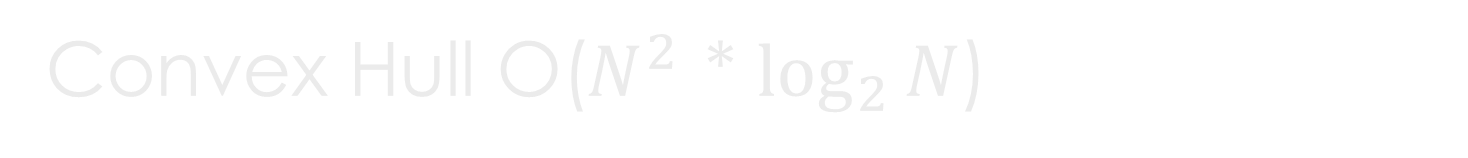 Convex Hull O(𝑁² * log₂ 𝑁)